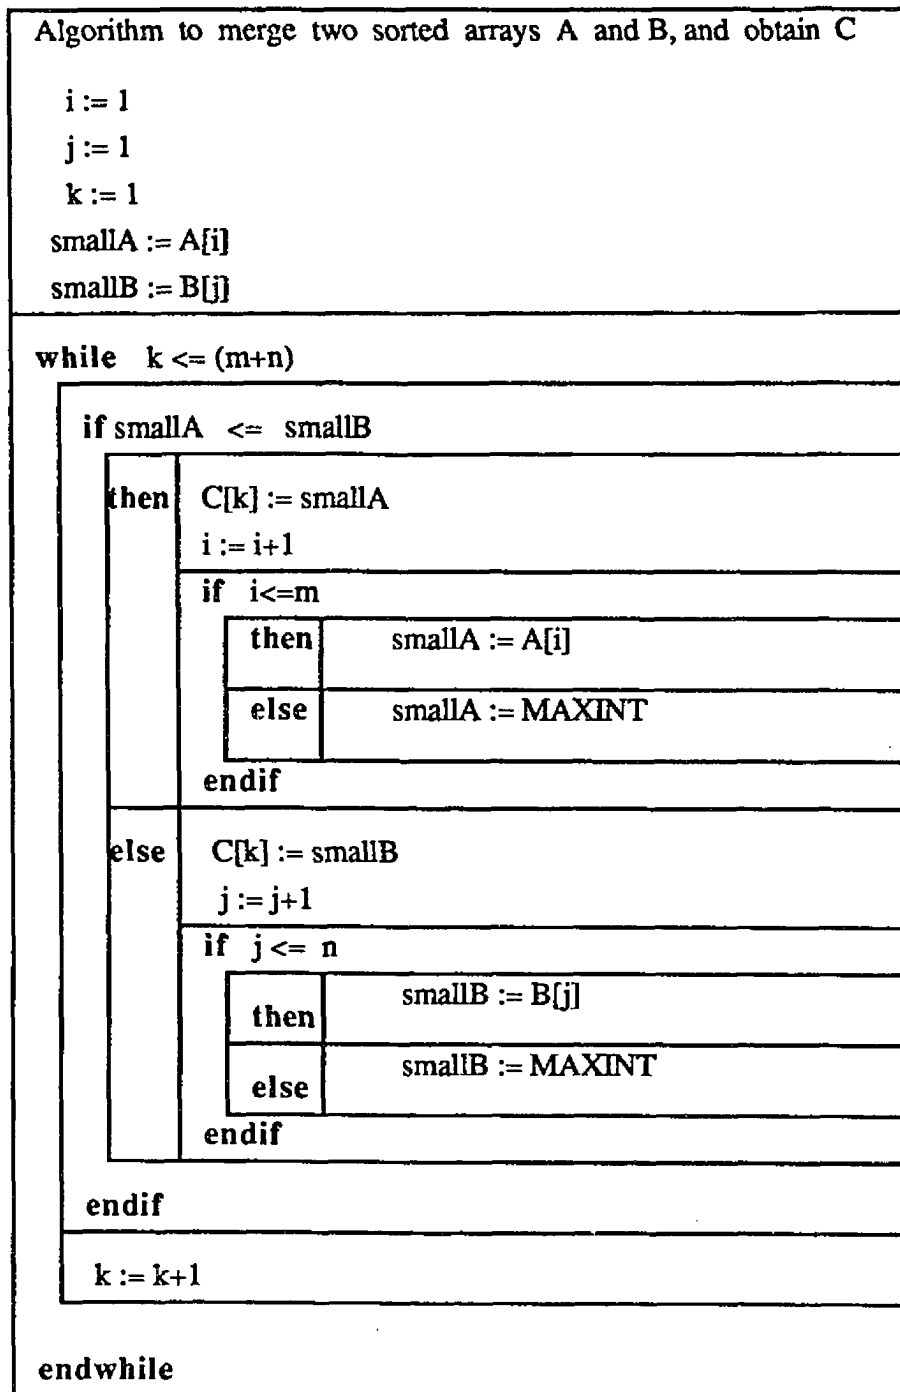 Algorithm to merge two sorted arrays A and B, and obtain C
i := 1
j := 1
k := 1
smallA := A[i]
smallB := B[j]
while k <= (m+n)
if smallA <= smallB
then C[k] := smallA
i := i+1
if i<=m
then smallA := A[i]
else smallA := MAXINT
endif
else C[k] := smallB
j := j+1
if j <= n
then smallB := B[j]
else smallB := MAXINT
endif
endif
k := k+1
endwhile